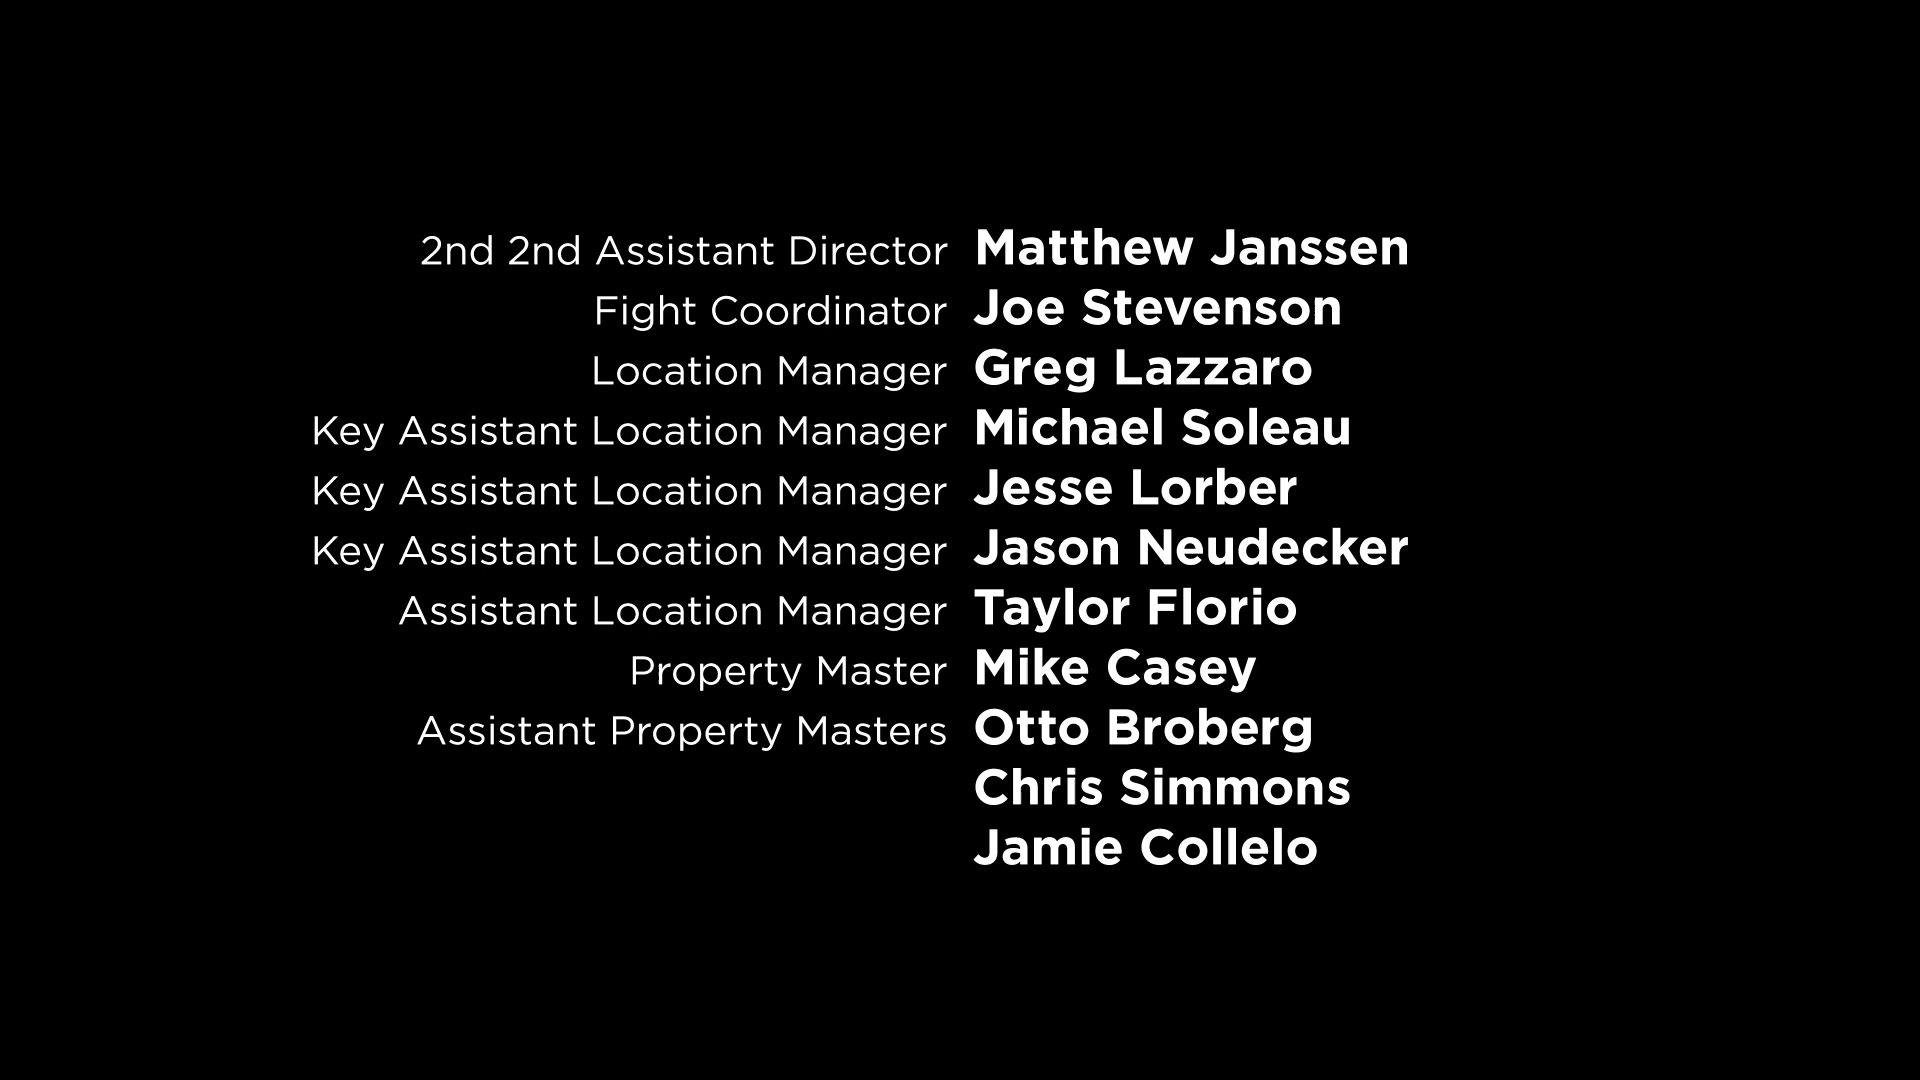 2nd 2nd Assistant Director Matthew Janssen
Fight Coordinator Joe Stevenson
Location Manager Greg Lazzaro
Key Assistant Location Manager Michael Soleau
Key Assistant Location Manager Jesse Lorber
Key Assistant Location Manager Jason Neudecker
Assistant Location Manager Taylor Florio
Property Master Mike Casey
Assistant Property Masters Otto Broberg
Chris Simmons
Jamie Collelo